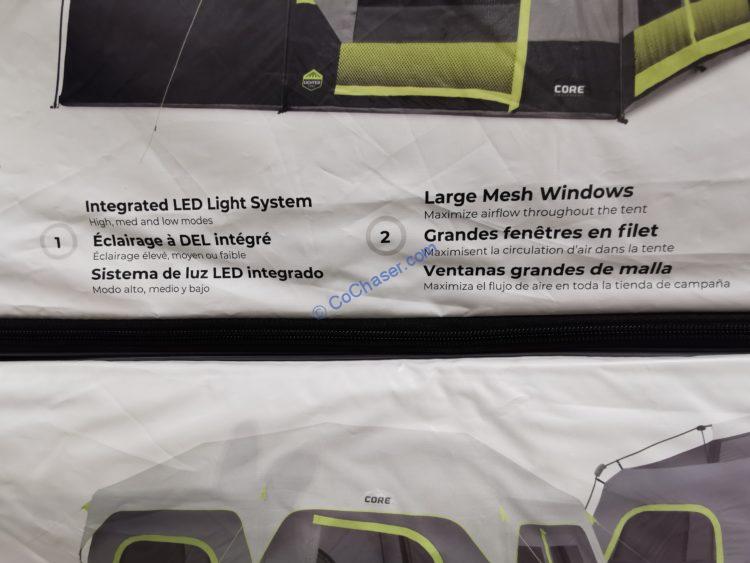 LIGHTED
CORE
Integrated LED Light System
High, med and low modes
1
Éclairage à DEL intégré
Éclairage élevé, moyen ou faible
Sistema de luz LED integrado
Modo alto, medio y bajo
Large Mesh Windows
Maximize airflow throughout the tent
2
Grandes fenêtres en filet
Maximisent la circulation d'air dans la tente
Ventanas grandes de malla
Maximiza el flujo de aire en toda la tienda de campaña
© CoChaser.com
CORE